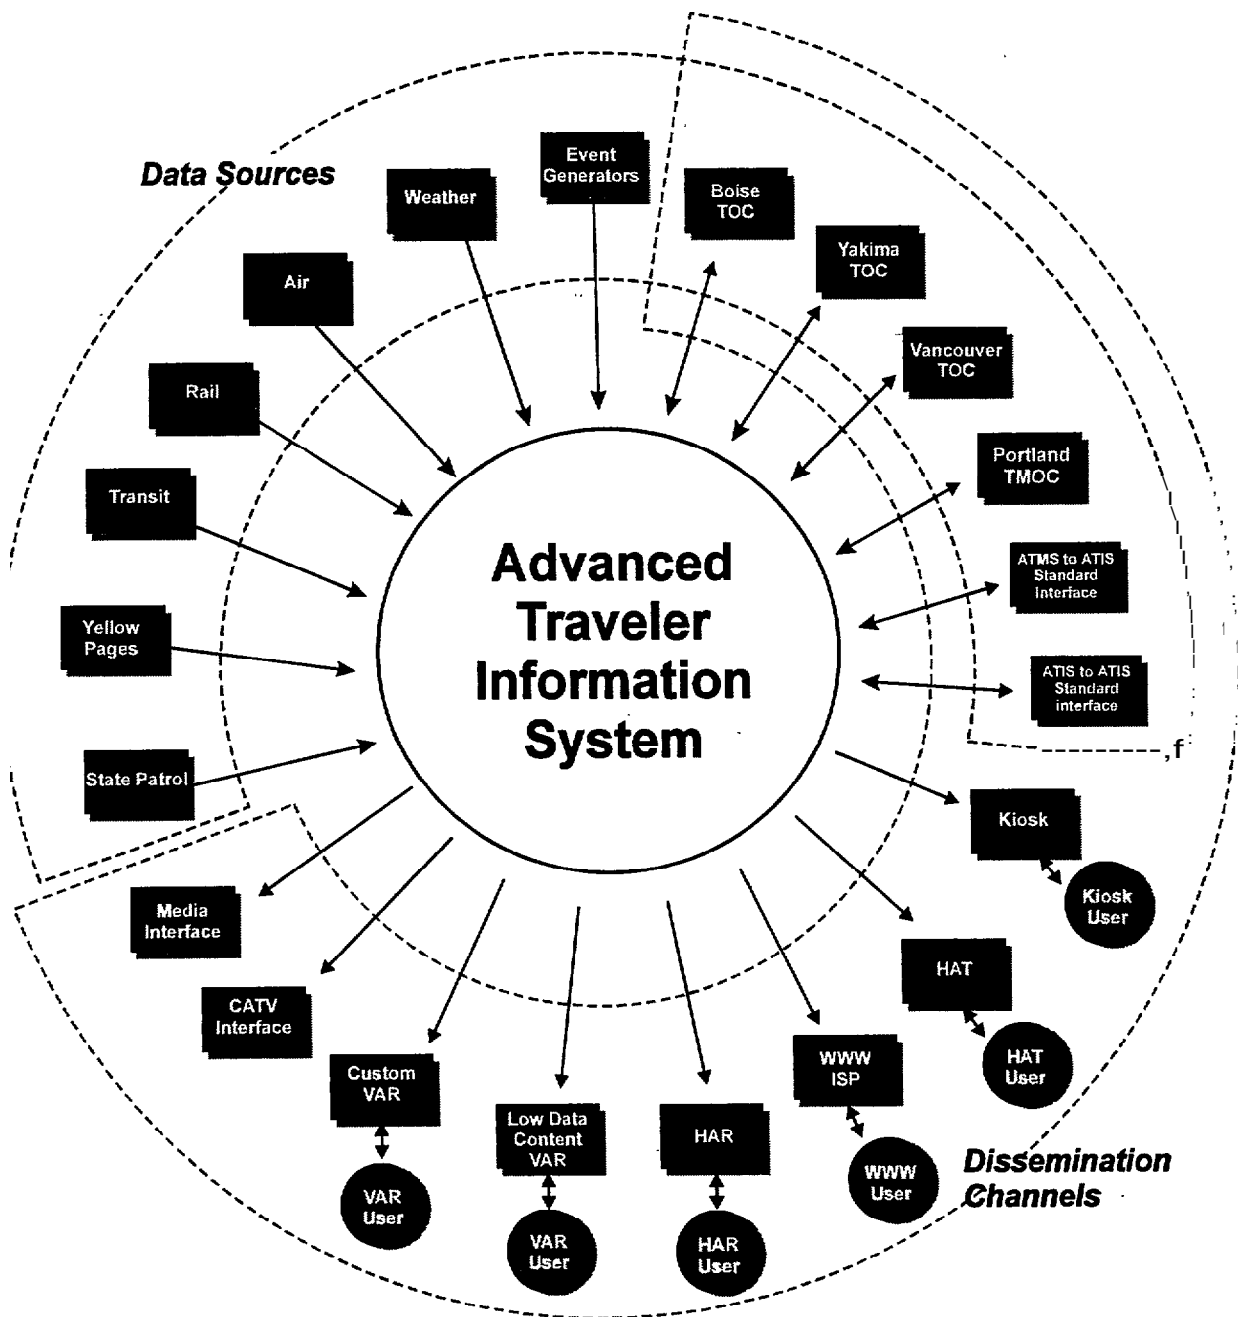 Data Sources
Event
Generators
Weather
Boise
TOC
Air
Yakima
TOC
Rail
Vancouver
TOC
Transit
Portland
TMOC
Yellow
Pages
ATMS to ATIS
Standard
Interface
State Patrol
ATIS to ATIS
Standard
interface
Advanced
Traveler
Information
System
Kiosk
Kiosk
User
Media
Interface
HAT
HAT
User
CATV
Interface
WWW
ISP
WWW
User
Custom
VAR
VAR
User
Low Data
Content
VAR
VAR
User
HAR
HAR
User
Dissemination
Channels